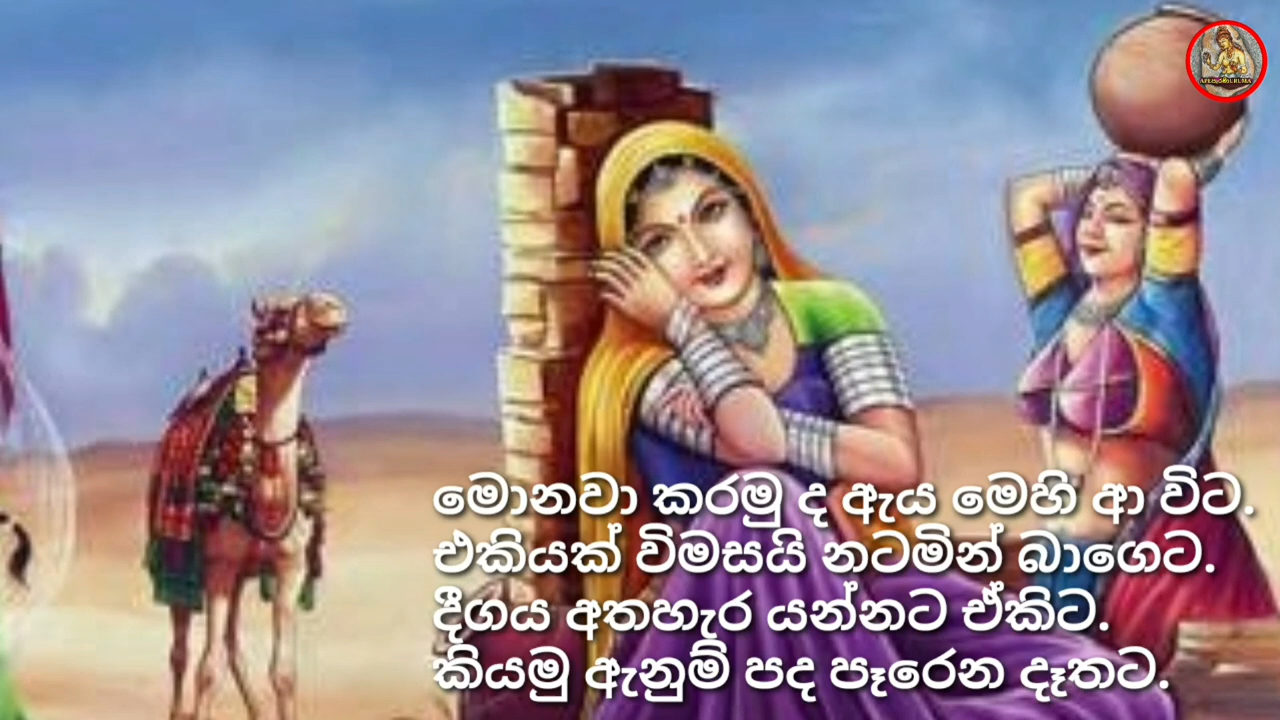 මොනවා කරමු ද ඇය මෙහි ආ විට.
එකියක් විමසයි නටමින් බාගෙට.
දීගය අතහැර යන්නට ඒකිට.
කියමු ඇනුම් පද පෑරෙන දෑතට.